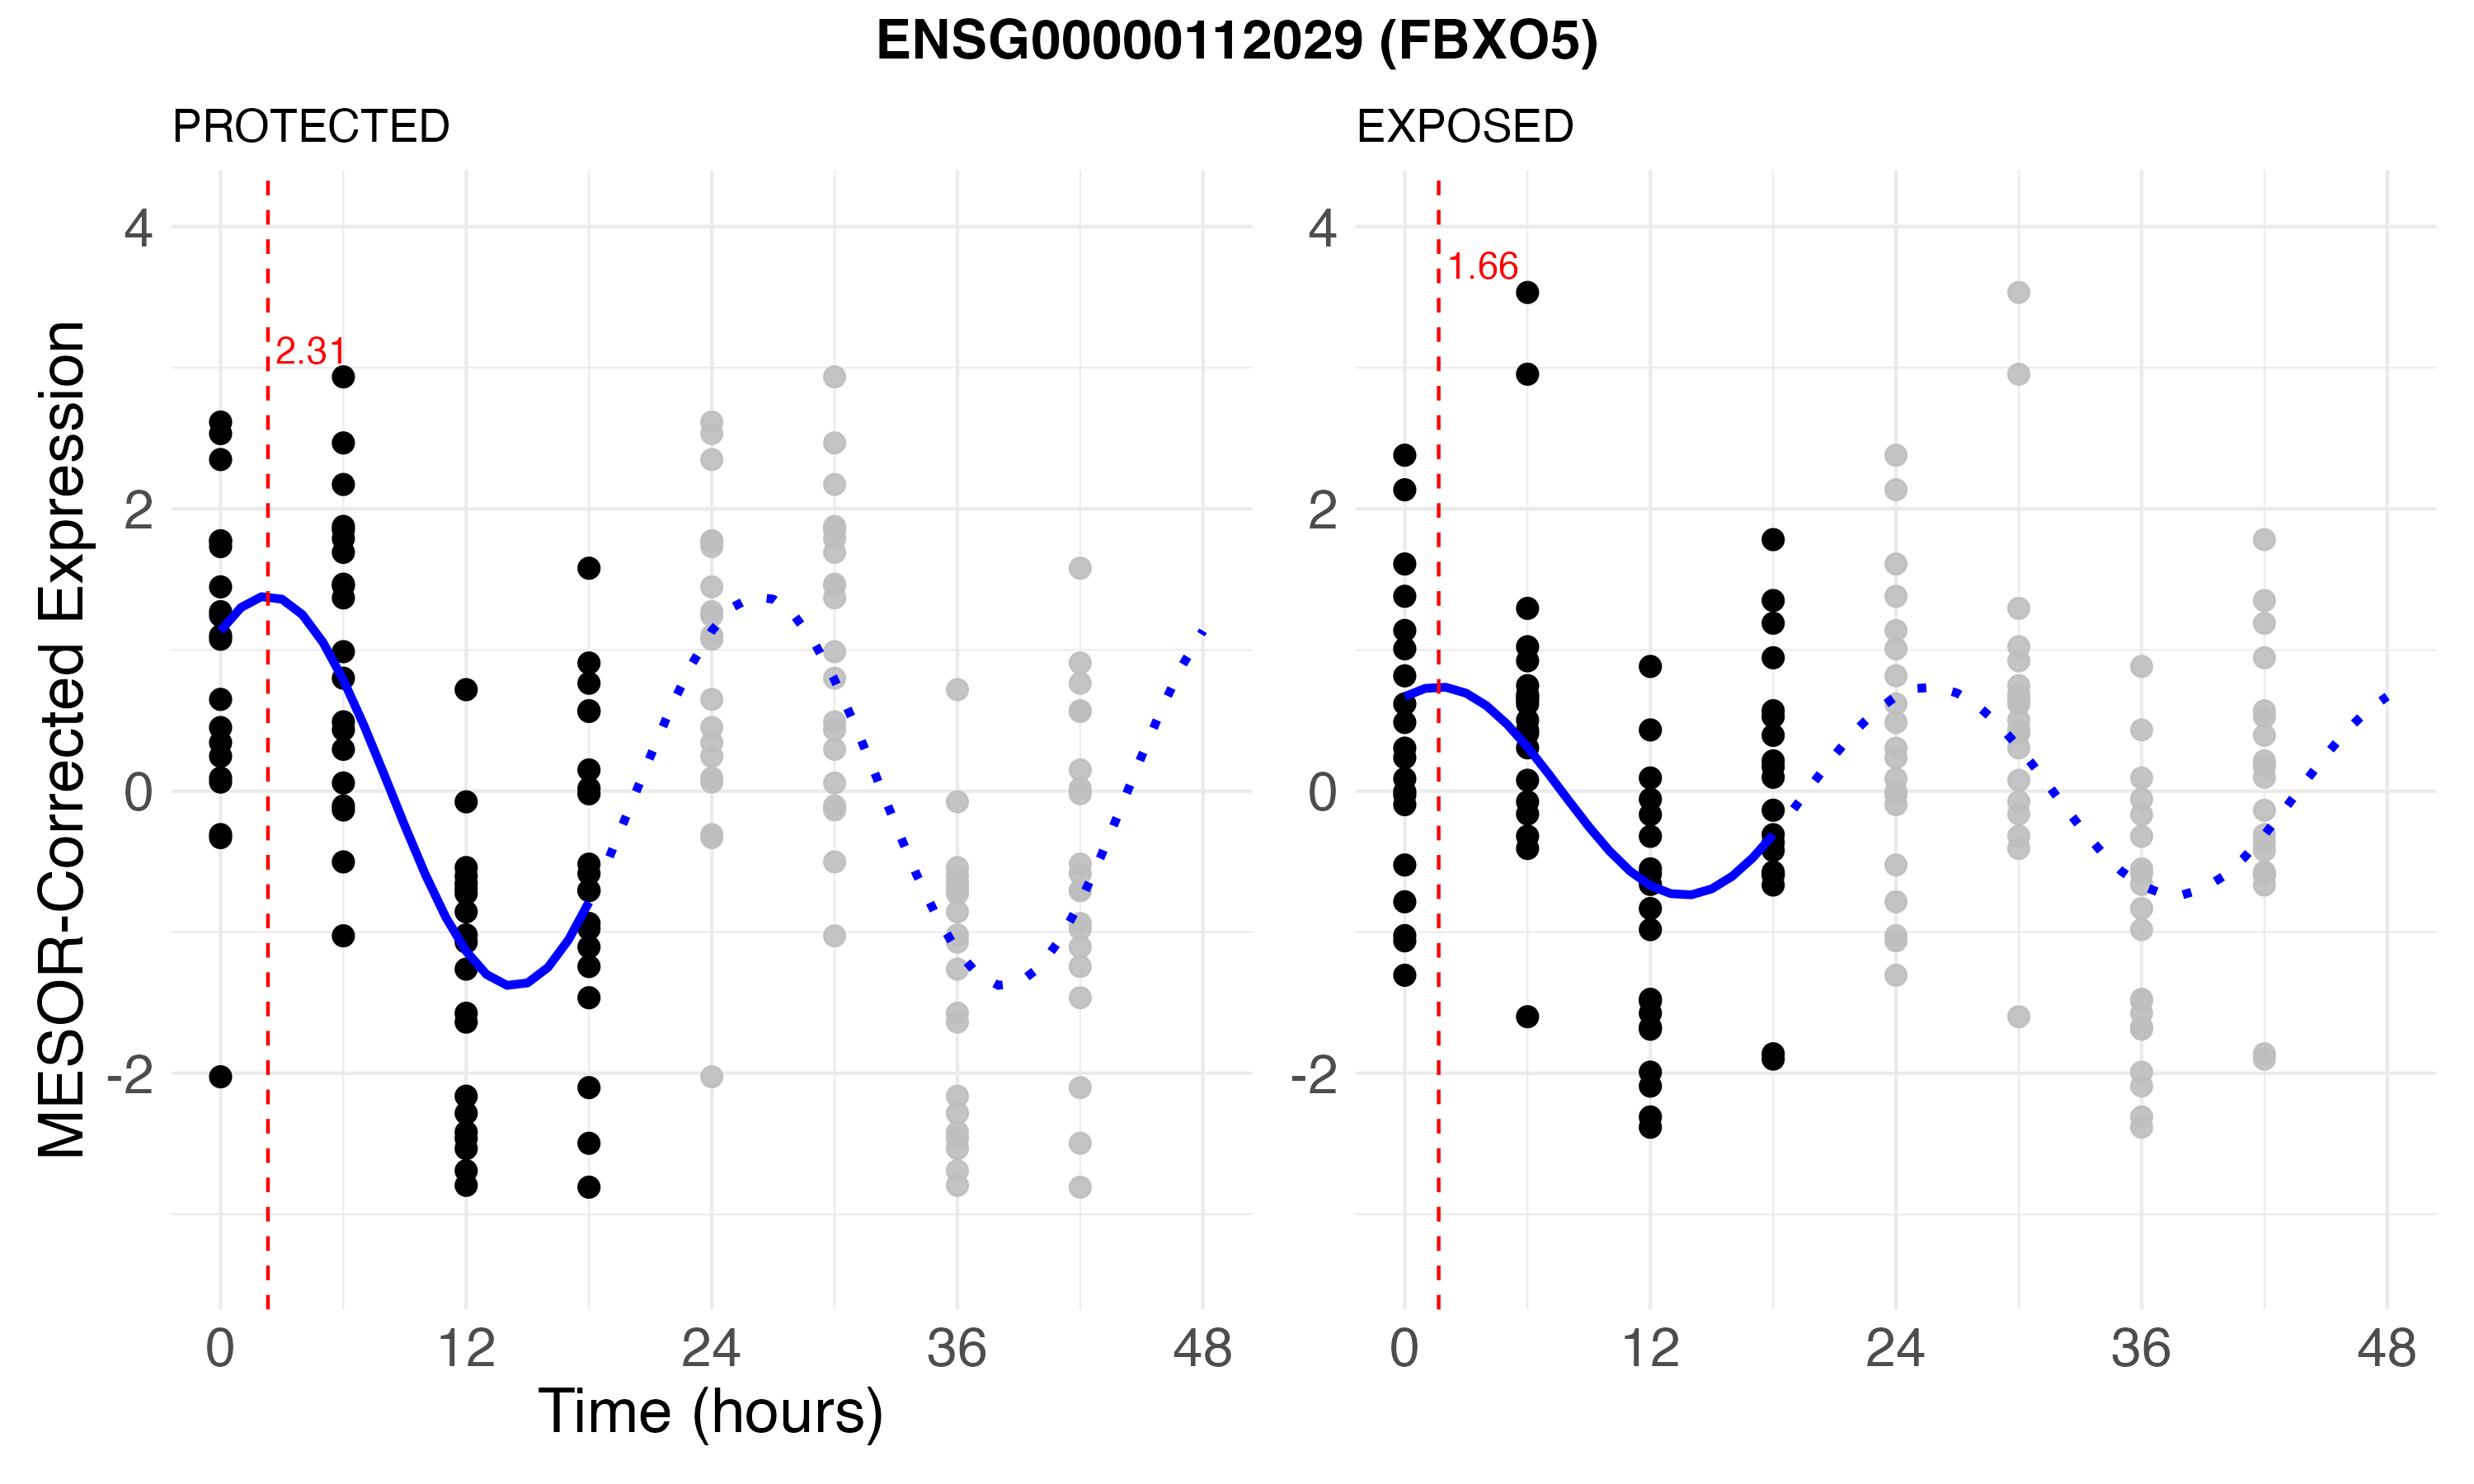 ENSG00000112029 (FBXO5)
PROTECTED
EXPOSED
MESOR-Corrected Expression
4
2
0
-2
2.31
0 12 24 36 48
4
2
0
-2
1.66
0 12 24 36 48
Time (hours)